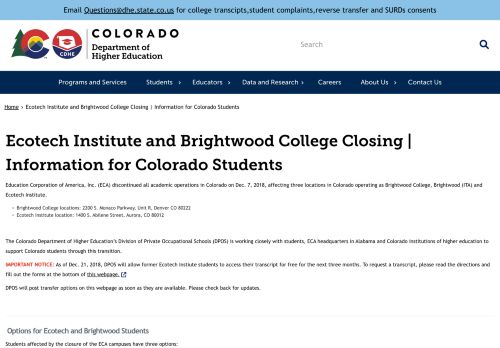 Email Questions@dhe.state.co.us for college transcipts,student complaints,reverse transfer and SURDs consents
CDHE
COLORADO
Department of
Higher Education
Search
Programs and Services Students Educators Data and Research Careers About Us Contact Us
Home > Ecotech Institute and Brightwood College Closing | Information for Colorado Students
Ecotech Institute and Brightwood College Closing |
Information for Colorado Students
Education Corporation of America, Inc. (ECA) discontinued all academic operations in Colorado on Dec. 7, 2018, affecting three locations in Colorado operating as Brightwood College, Brightwood (ITA) and
Ecotech Institute.
- Brightwood College locations: 2200 S. Monaco Parkway, Unit R, Denver CO 80222
- Ecotech Institute location: 1400 S. Abilene Street, Aurora, CO 80012
The Colorado Department of Higher Education's Division of Private Occupational Schools (DPOS) is working closely with students, ECA headquarters in Alabama and Colorado institutions of higher education to
support Colorado students through this transition.
IMPORTANT NOTICE: As of Dec. 21, 2018, DPOS will allow former Ecotech Insitute students to access their transcript for free for the next three months. To request a transcript, please read the directions and
fill out the forms at the bottom of this webpage.
DPOS will post transfer options on this webpage as soon as they are available. Please check back for updates.
Options for Ecotech and Brightwood Students
Students affected by the closure of the ECA campuses have three options: